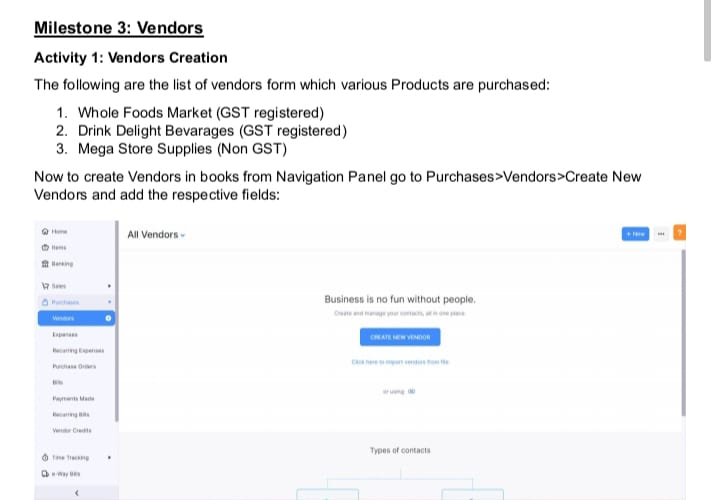 Milestone 3: Vendors
Activity 1: Vendors Creation
The following are the list of vendors form which various Products are purchased:
1. Whole Foods Market (GST registered)
2. Drink Delight Bevarages (GST registered)
3. Mega Store Supplies (Non GST)
Now to create Vendors in books from Navigation Panel go to Purchases>Vendors>Create New
Vendors and add the respective fields:
Home
Items
Banking
Sales
Purchases
Vendors
Expenses
Recurring Expenses
Purchase Orders
Bills
Payments Made
Recurring Bills
Vendor Credits
Time Tracking
e-Way Bills
All Vendors
+ New
?
Business is no fun without people.
Create and manage your contacts, all in one place.
CREATE NEW VENDOR
Click here to import vendors from file
or using
Types of contacts